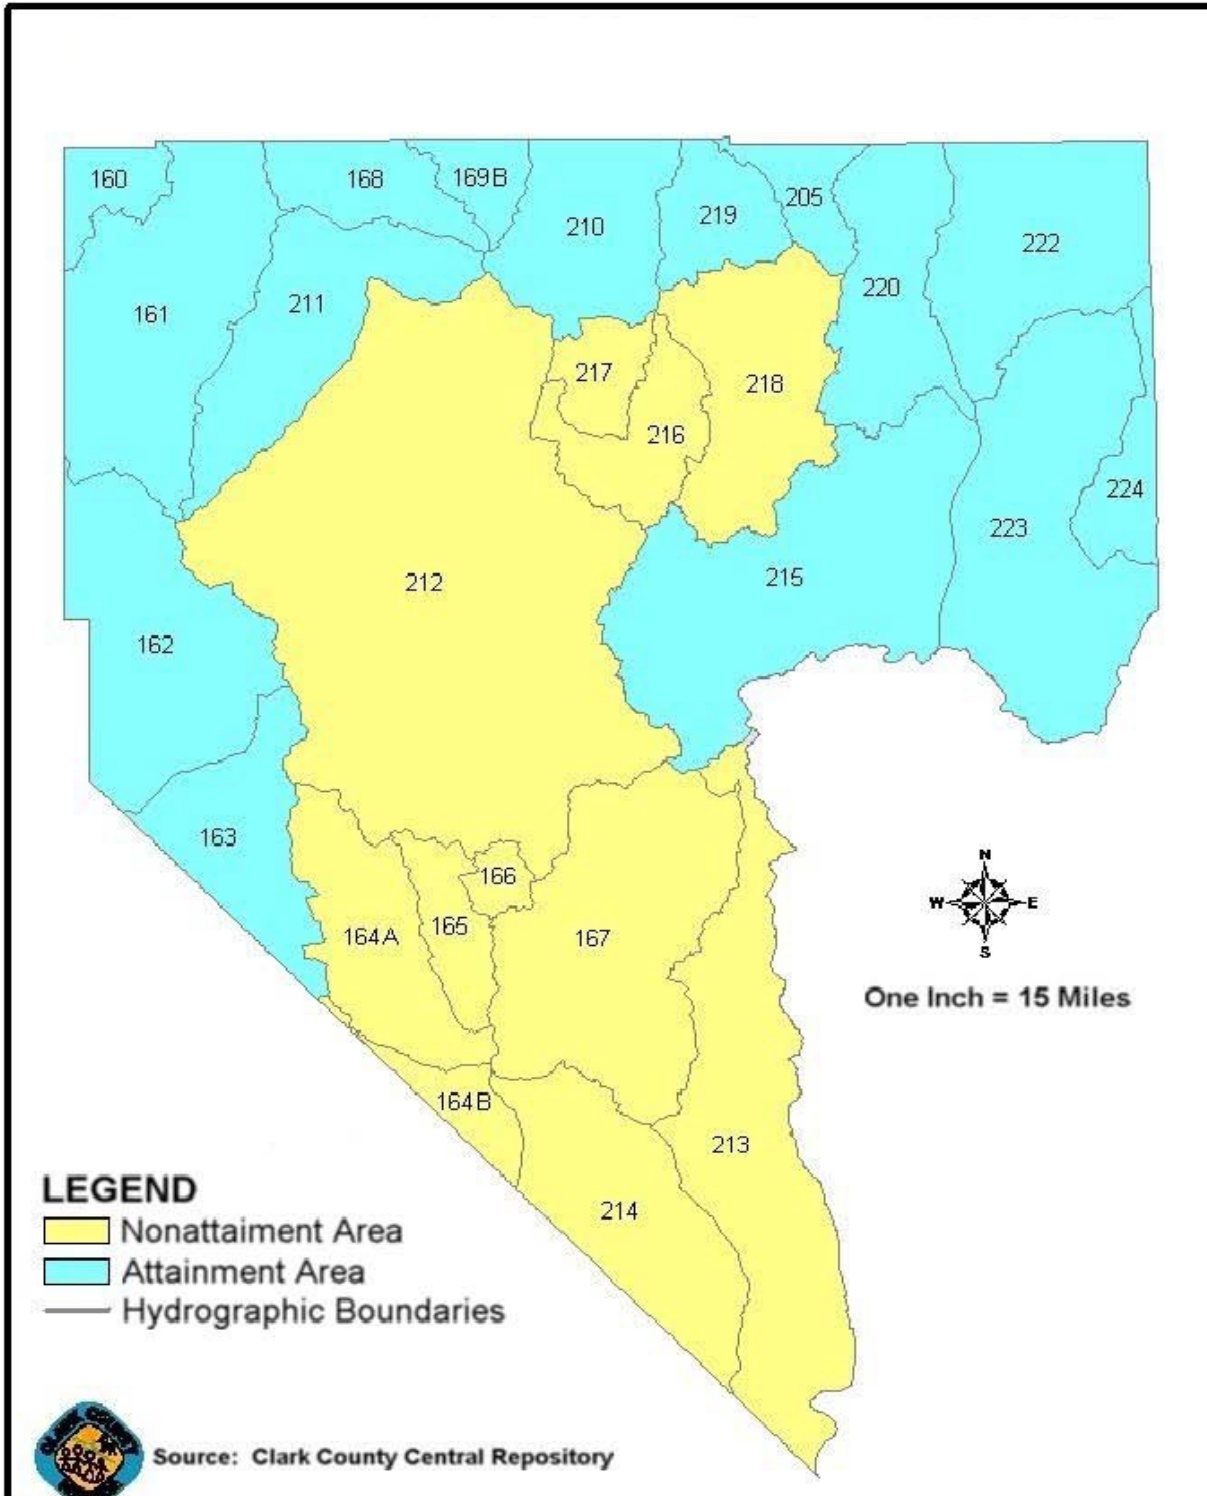 160
168
169B
205
219
210
222
220
211
161
217
218
216
224
223
215
212
162
163
166
165
164A
167
N
W E
S
One Inch = 15 Miles
164B
213
214
LEGEND
Nonattaiment Area
Attainment Area
Hydrographic Boundaries
CLARK COUNTY
Source: Clark County Central Repository